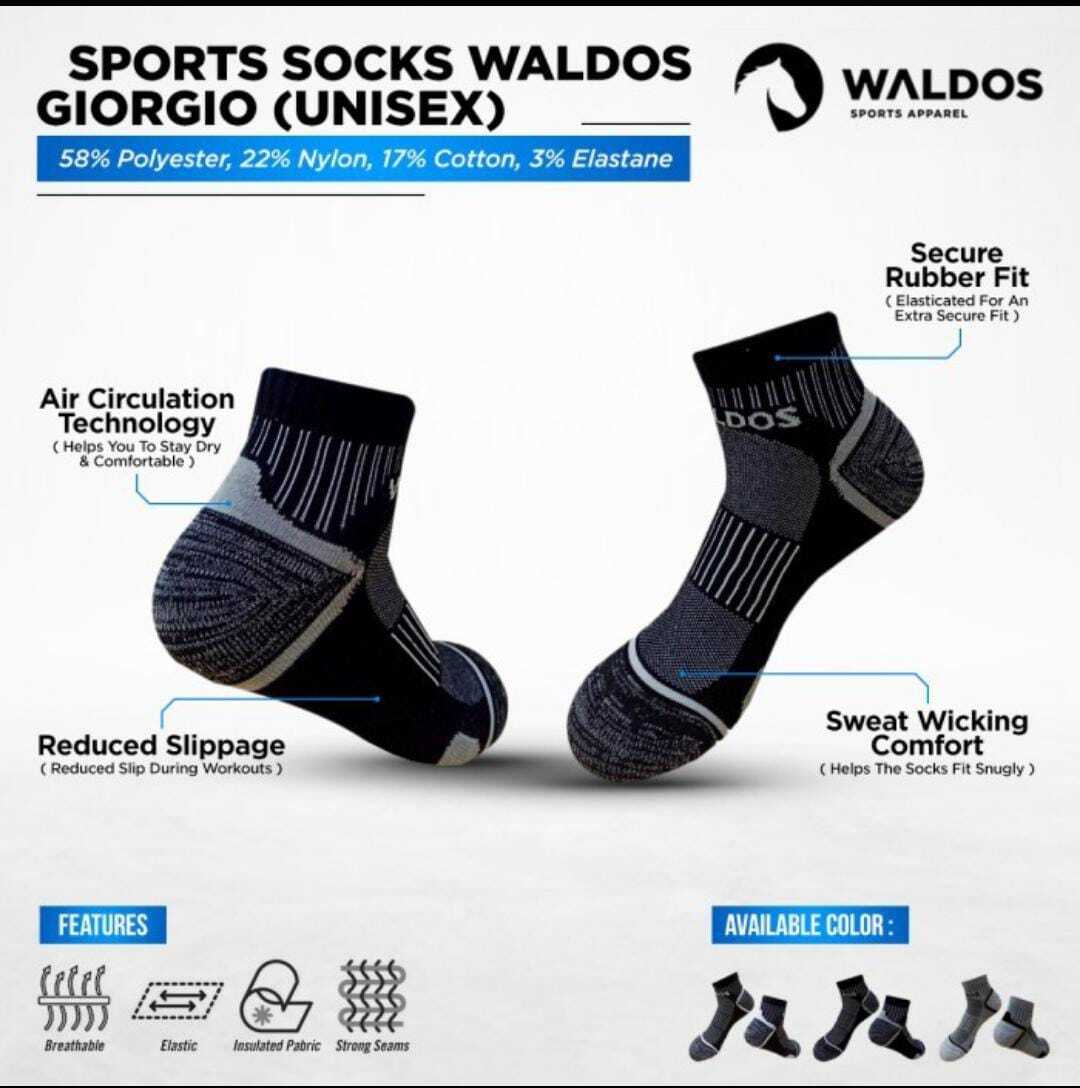 SPORTS SOCKS WALDOS
GIORGIO (UNISEX)
58% Polyester, 22% Nylon, 17% Cotton, 3% Elastane
WALDOS
SPORTS APPAREL
Secure
Rubber Fit
( Elasticated For An
Extra Secure Fit )
Air Circulation
Technology
( Helps You To Stay Dry
& Comfortable )
LDOS
Reduced Slippage
( Reduced Slip During Workouts )
Sweat Wicking
Comfort
( Helps The Socks Fit Snugly )
FEATURES
Breathable
Elastic
Insulated Pabric
Strong Seams
AVAILABLE COLOR :